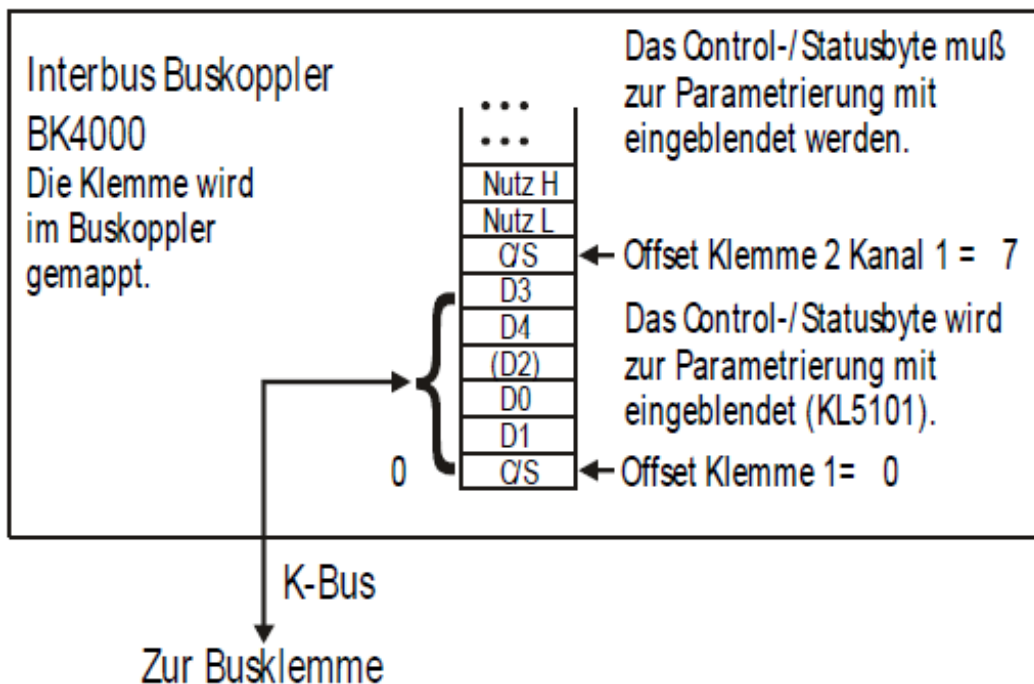 Interbus Buskoppler
BK4000
Die Klemme wird
im Buskoppler
gemappt.
Das Control-/ Statusbyte muß
zur Parametrierung mit
eingeblendet werden.
Nutz H
Nutz L
C/S
Offset Klemme 2 Kanal 1 = 7
D3
D4
(D2)
D0
D1
0
C/S
Das Control-/ Statusbyte wird
zur Parametrierung mit
eingeblendet (KL5101).
Offset Klemme 1= 0
K-Bus
Zur Busklemme